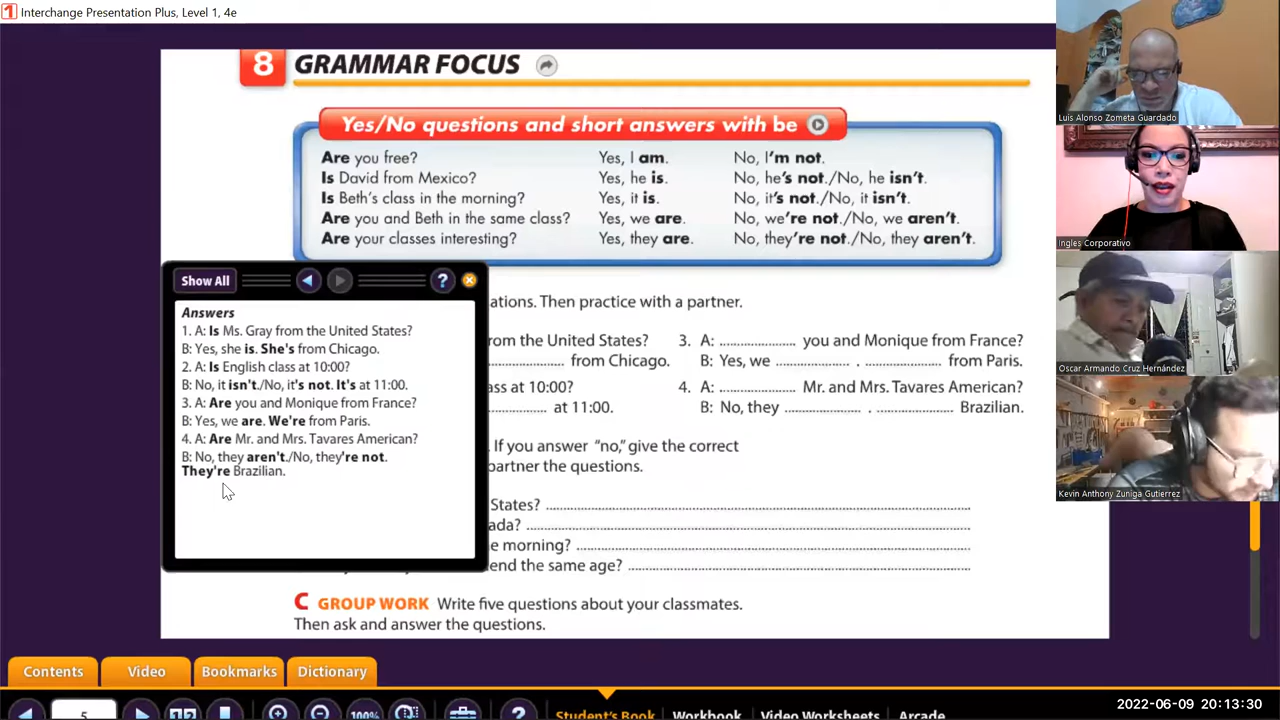 Interchange Presentation Plus, Level 1, 4e
8 GRAMMAR FOCUS
Yes/No questions and short answers with be
Are you free? Yes, I am. No, I'm not.
Is David from Mexico? Yes, he is. No, he's not./No, he isn't.
Is Beth's class in the morning? Yes, it is. No, it's not./No, it isn't.
Are you and Beth in the same class? Yes, we are. No, we're not./No, we aren't.
Are your classes interesting? Yes, they are. No, they're not./No, they aren't.
Show All ?
Answers
1. A: Is Ms. Gray from the United States?
B: Yes, she is. She's from Chicago.
2. A: Is English class at 10:00?
B: No, it isn't./No, it's not. It's at 11:00.
3. A: Are you and Monique from France?
B: Yes, we are. We're from Paris.
4. A: Are Mr. and Mrs. Tavares American?
B: No, they aren't./No, they're not.
They're Brazilian.
ations. Then practice with a partner.
rom the United States?
from Chicago.
ass at 10:00?
at 11:00.
3. A: .................. you and Monique from France?
B: Yes, we .................. . .................. from Paris.
4. A: .................. Mr. and Mrs. Tavares American?
B: No, they .................. . .................. Brazilian.
. If you answer "no," give the correct
partner the questions.
States?
ada?
e morning?
end the same age?
C GROUP WORK Write five questions about your classmates.
Then ask and answer the questions.
Luis Alonso Zometa Guardado
Ingles Corporativo
Oscar Armando Cruz Hernández
Kevin Anthony Zuniga Gutierrez
Contents Video Bookmarks Dictionary
5 100% ?
Student's Book Workbook Video Worksheets Arcade
2022-06-09 20:13:30